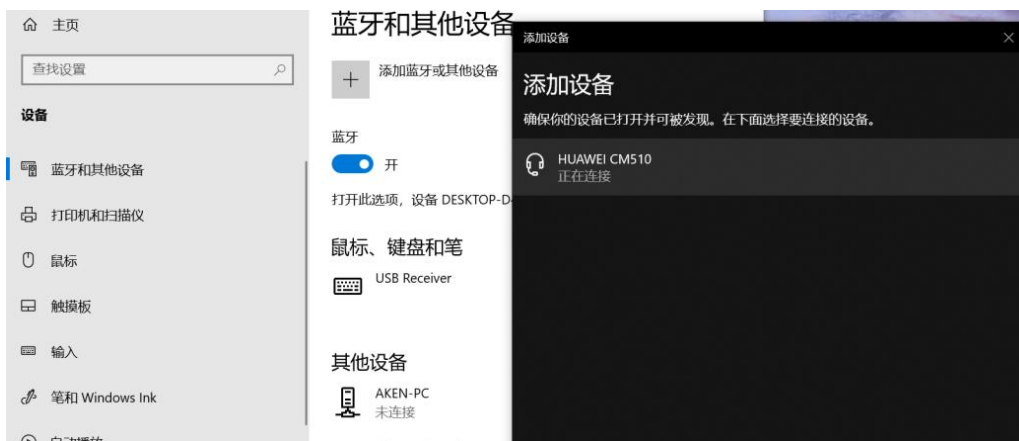 主页
查找设置
设备
蓝牙和其他设备
打印机和扫描仪
鼠标
触摸板
输入
笔和 Windows Ink
自动播放
蓝牙和其他设备
添加蓝牙或其他设备
蓝牙
开
打开此选项，设备 DESKTOP-D
鼠标、键盘和笔
USB Receiver
其他设备
AKEN-PC
未连接
添加设备
添加设备
确保你的设备已打开并可被发现。在下面选择要连接的设备。
HUAWEI CM510
正在连接